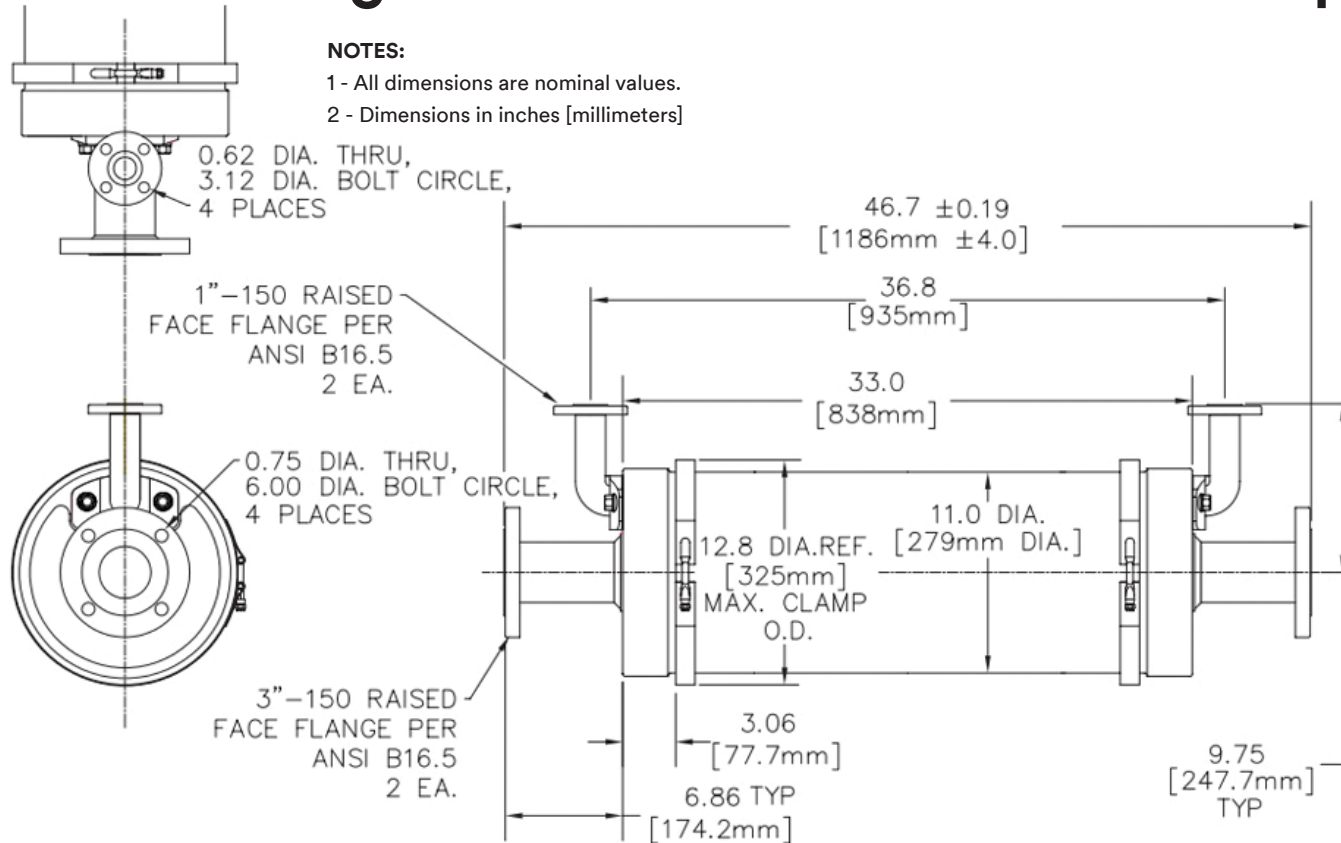 NOTES:
1 - All dimensions are nominal values.
2 - Dimensions in inches [millimeters]
0.62 DIA. THRU,
3.12 DIA. BOLT CIRCLE,
4 PLACES
46.7 ±0.19
[1186mm ±4.0]
1”-150 RAISED
FACE FLANGE PER
ANSI B16.5
2 EA.
36.8
[935mm]
33.0
[838mm]
0.75 DIA. THRU,
6.00 DIA. BOLT CIRCLE,
4 PLACES
12.8 DIA.REF.
[325mm]
MAX. CLAMP
O.D.
11.0 DIA.
[279mm DIA.]
3”-150 RAISED
FACE FLANGE PER
ANSI B16.5
2 EA.
3.06
[77.7mm]
6.86 TYP
[174.2mm]
9.75
[247.7mm]
TYP